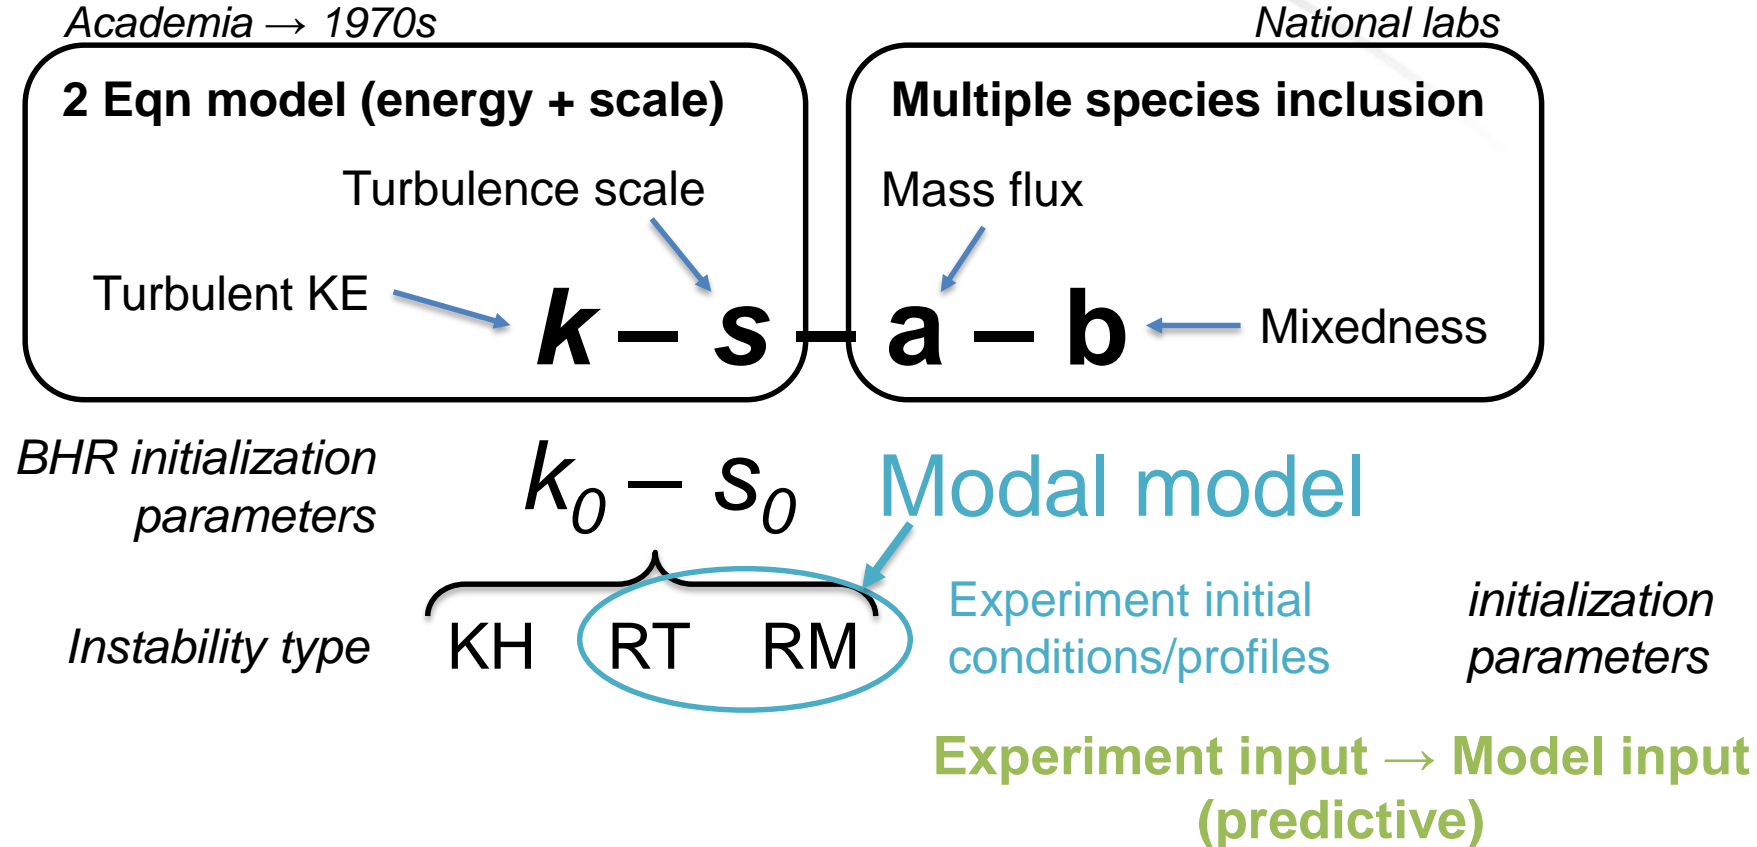 Academia → 1970s
National labs
2 Eqn model (energy + scale)
Multiple species inclusion
Turbulence scale
Mass flux
Turbulent KE
k – s – a – b
Mixedness
BHR initialization
parameters
k₀ – s₀
Modal model
Instability type
KH RT RM
Experiment initial
conditions/profiles
initialization
parameters
Experiment input → Model input
(predictive)